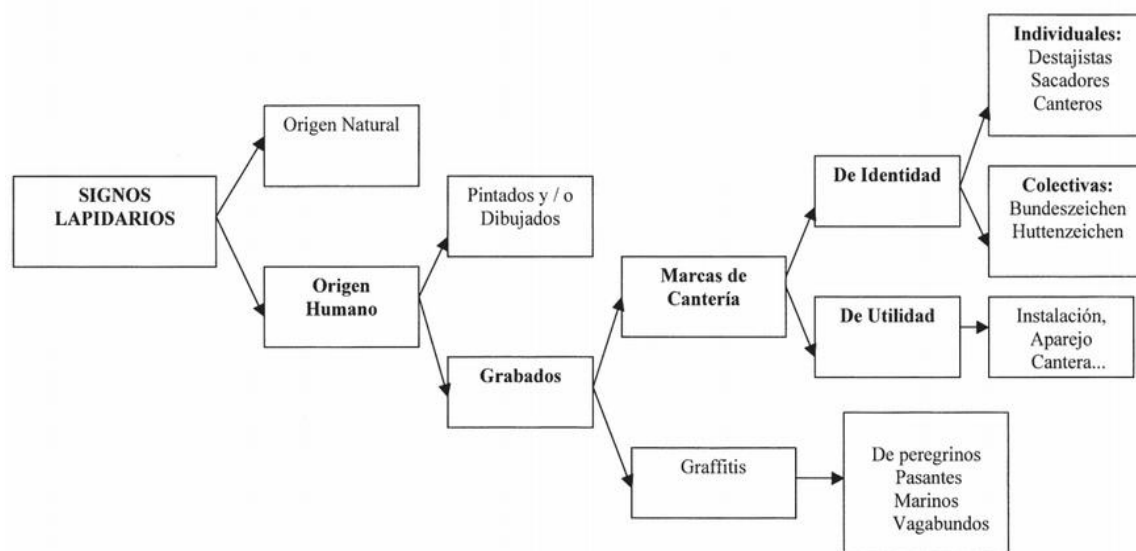 SIGNOS
LAPIDARIOS
Origen Natural
Origen
Humano
Pintados y / o
Dibujados
Grabados
Marcas de
Cantería
Graffitis
De Identidad
De Utilidad
Individuales:
Destajistas
Sacadores
Canteros
Colectivas:
Bundeszeichen
Huttenzeichen
Instalación,
Aparejo
Cantera...
De peregrinos
Pasantes
Marinos
Vagabundos